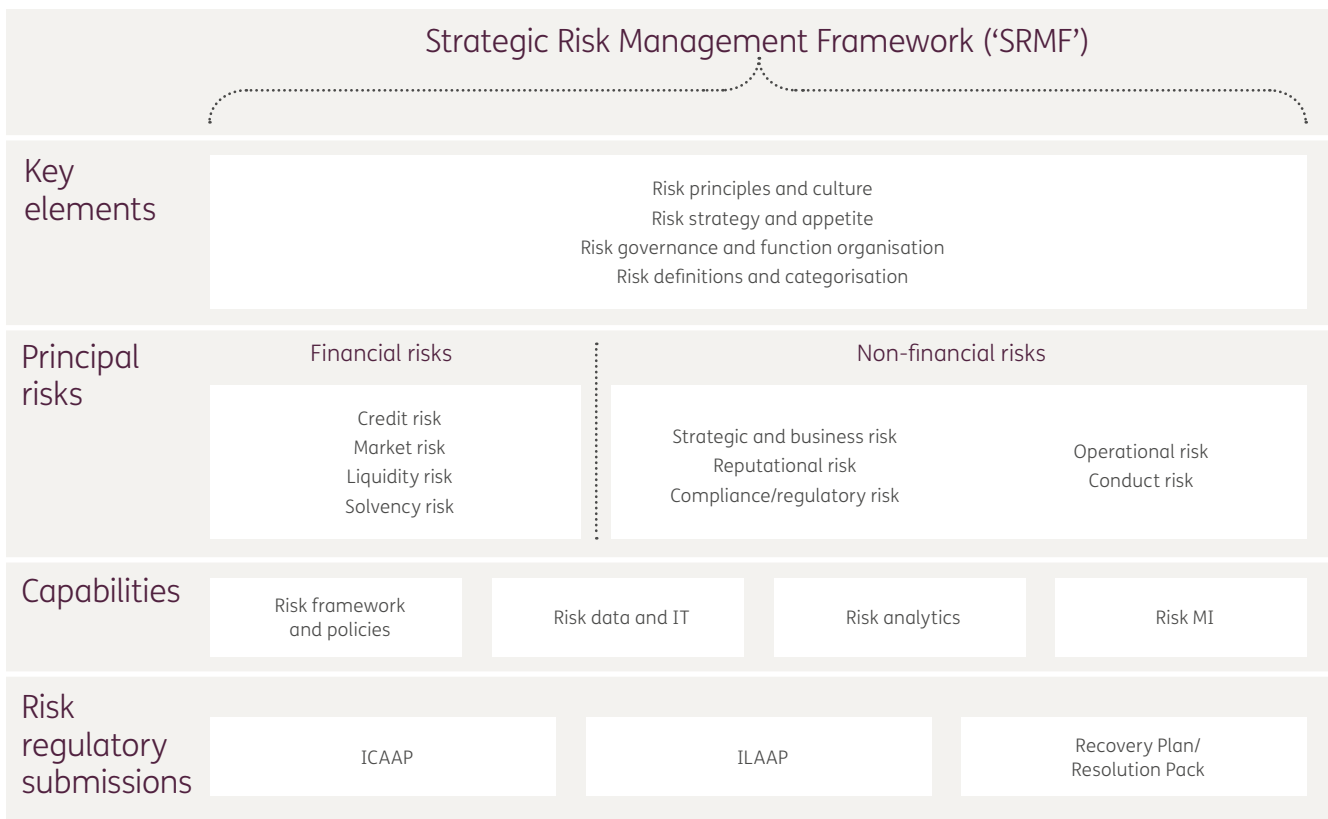 Strategic Risk Management Framework (‘SRMF’)
Key
elements
Risk principles and culture
Risk strategy and appetite
Risk governance and function organisation
Risk definitions and categorisation
Principal
risks
Financial risks
Credit risk
Market risk
Liquidity risk
Solvency risk
Non-financial risks
Strategic and business risk
Reputational risk
Compliance/regulatory risk
Operational risk
Conduct risk
Capabilities
Risk framework
and policies
Risk data and IT
Risk analytics
Risk MI
Risk
regulatory
submissions
ICAAP
ILAAP
Recovery Plan/
Resolution Pack